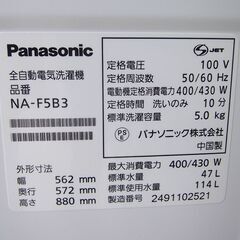 Panasonic
全自動電気洗濯機
品番
NA-F5B3
外形寸法
幅 562 mm
奥行 572 mm
高さ 880 mm
JET
定格電圧 100 V
定格周波数 50/60 Hz
電動機定格消費電力 400/430 W
定格時間 洗いのみ 10分
標準洗濯容量 5.0 kg
PS
E
パナソニック株式会社
中国製
最大消費電力 400/430 W
標準水量 47 L
標準使用水量 114 L
製造番号 2491102521